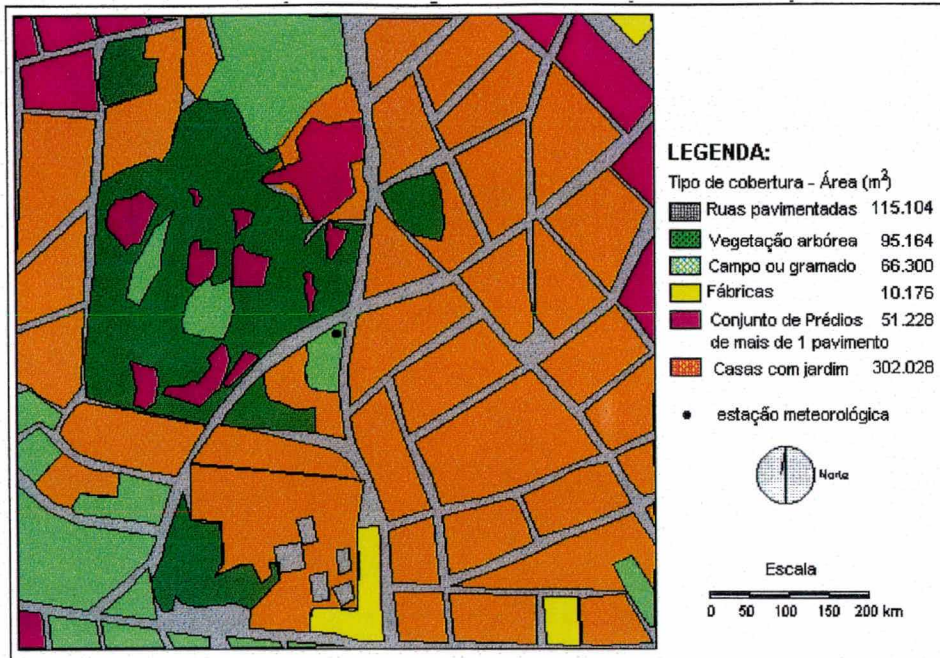 LEGENDA:
Tipo de cobertura - Área (m²)
Ruas pavimentadas 115.104
Vegetação arbórea 95.164
Campo ou gramado 66.300
Fábricas 10.176
Conjunto de Prédios 51.228
de mais de 1 pavimento
Casas com jardim 302.028
estação meteorológica
Norte
Escala
0 50 100 150 200 km